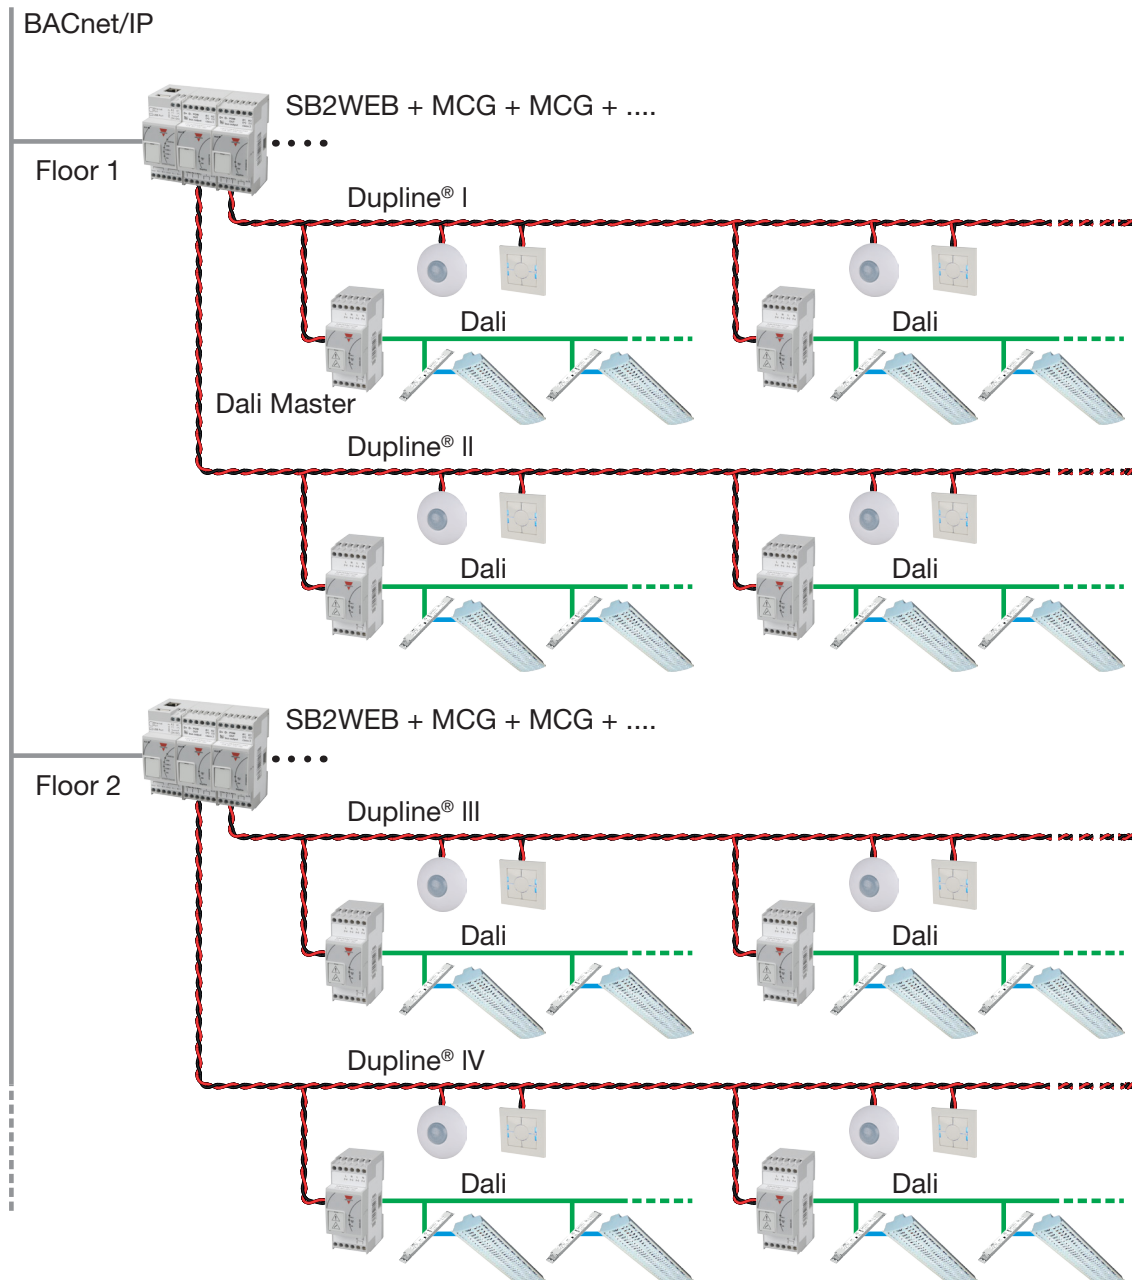 BACnet/IP
SB2WEB + MCG + MCG + ....
Floor 1
Dupline® I
Dali
Dali
Dali Master
Dupline® II
Dali
Dali
SB2WEB + MCG + MCG + ....
Floor 2
Dupline® III
Dali
Dali
Dupline® IV
Dali
Dali